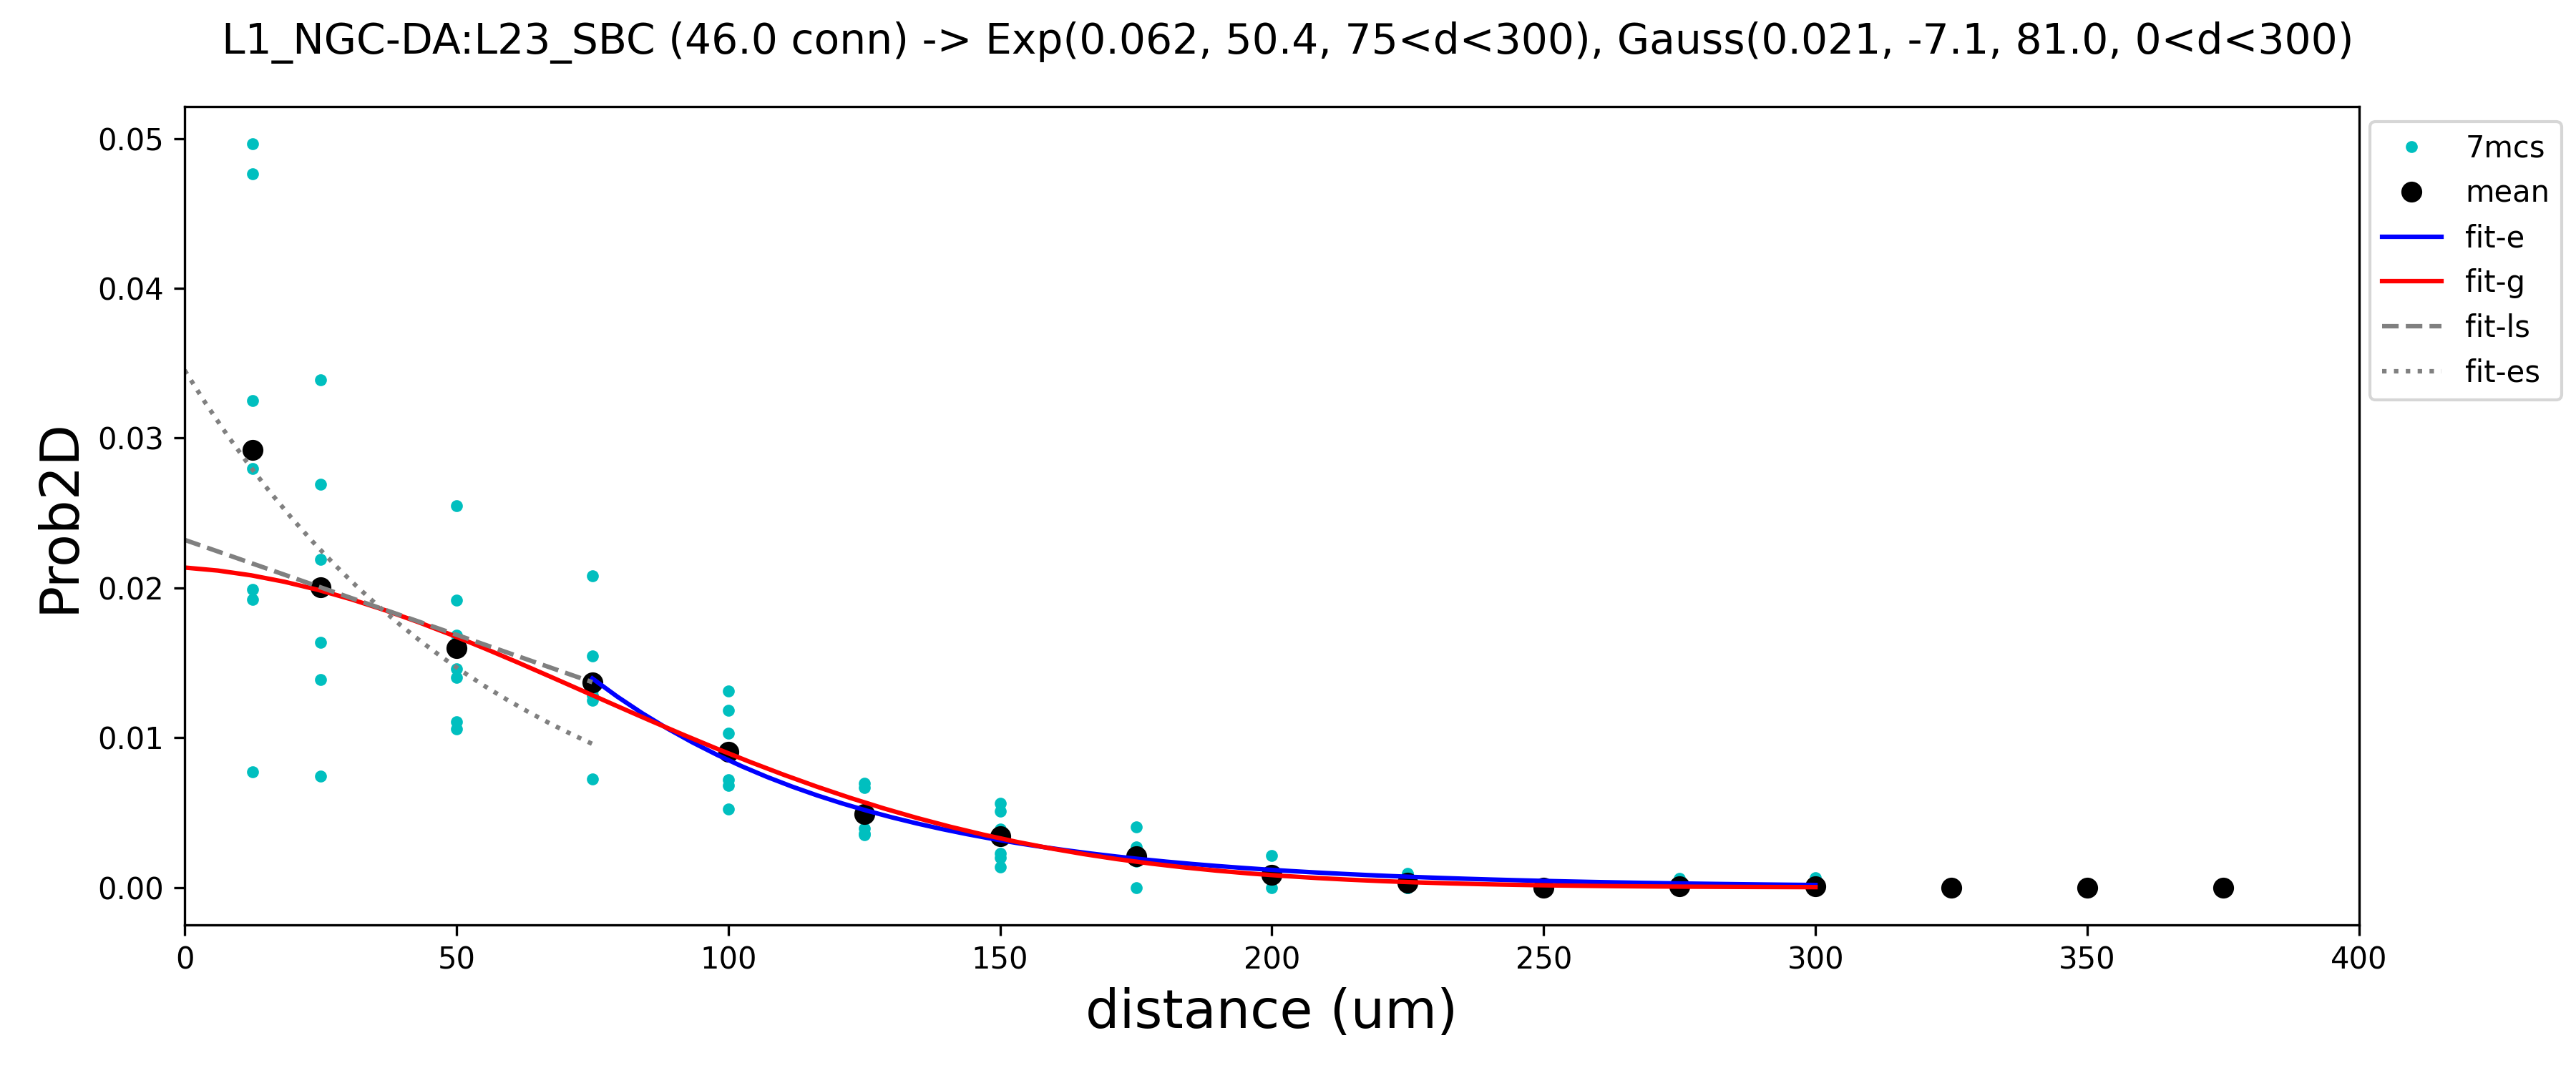 L1_NGC-DA:L23_SBC (46.0 conn) -> Exp(0.062, 50.4, 75<d<300), Gauss(0.021, -7.1, 81.0, 0<d<300)
0.05
0.04
0.03
0.02
0.01
0.00
Prob2D
0
50
100
150
200
250
300
350
400
distance (um)
7mcs
mean
fit-e
fit-g
fit-ls
fit-es